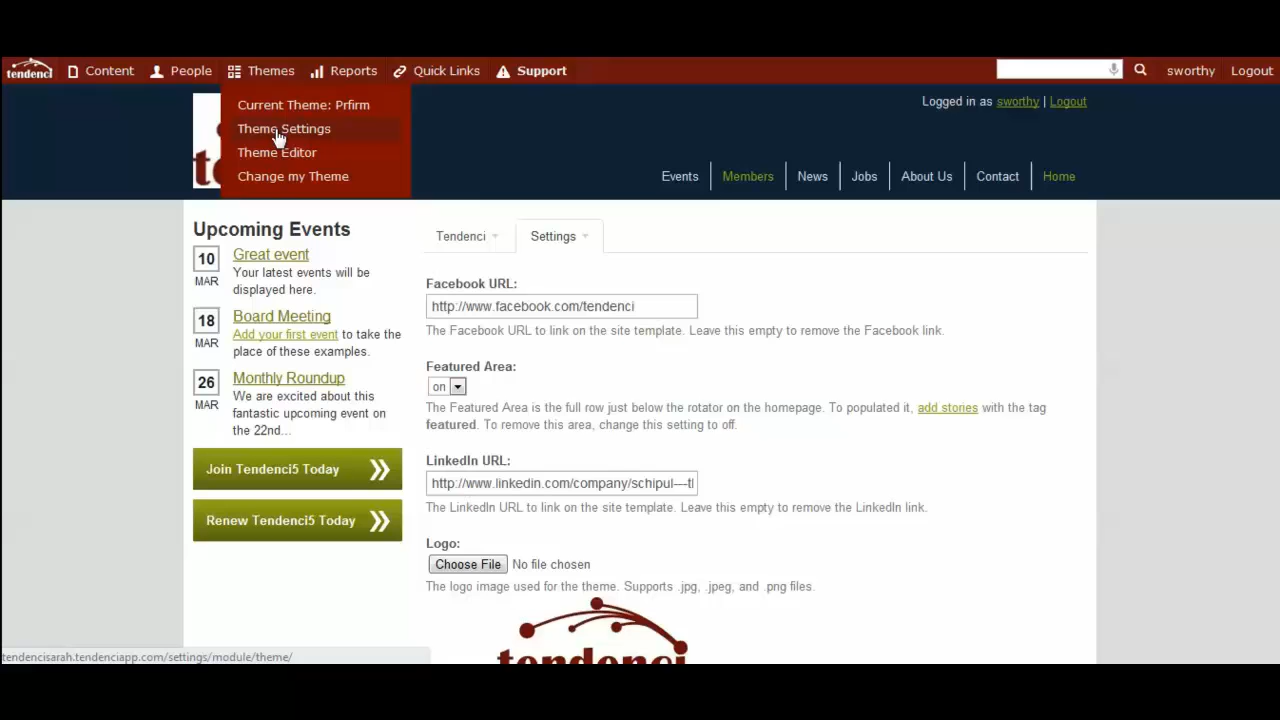 tendenci Content People Themes Reports Quick Links Support sworthy Logout
Current Theme: Prfirm
Theme Settings
Theme Editor
Change my Theme
Logged in as sworthy | Logout
Events Members News Jobs About Us Contact Home
Upcoming Events
10 MAR
Great event
Your latest events will be
displayed here.
18 MAR
Board Meeting
Add your first event to take the
place of these examples.
26 MAR
Monthly Roundup
We are excited about this
fantastic upcoming event on
the 22nd...
Join Tendenci5 Today
Renew Tendenci5 Today
Tendenci Settings
Facebook URL:
http://www.facebook.com/tendenci
The Facebook URL to link on the site template. Leave this empty to remove the Facebook link.
Featured Area:
on
The Featured Area is the full row just below the rotator on the homepage. To populated it, add stories with the tag
featured. To remove this area, change this setting to off.
LinkedIn URL:
http://www.linkedin.com/company/schipul---tl
The LinkedIn URL to link on the site template. Leave this empty to remove the LinkedIn link.
Logo:
Choose File No file chosen
The logo image used for the theme. Supports .jpg, .jpeg, and .png files.
tendenci
tendencisarah.tendenciapp.com/settings/module/theme/